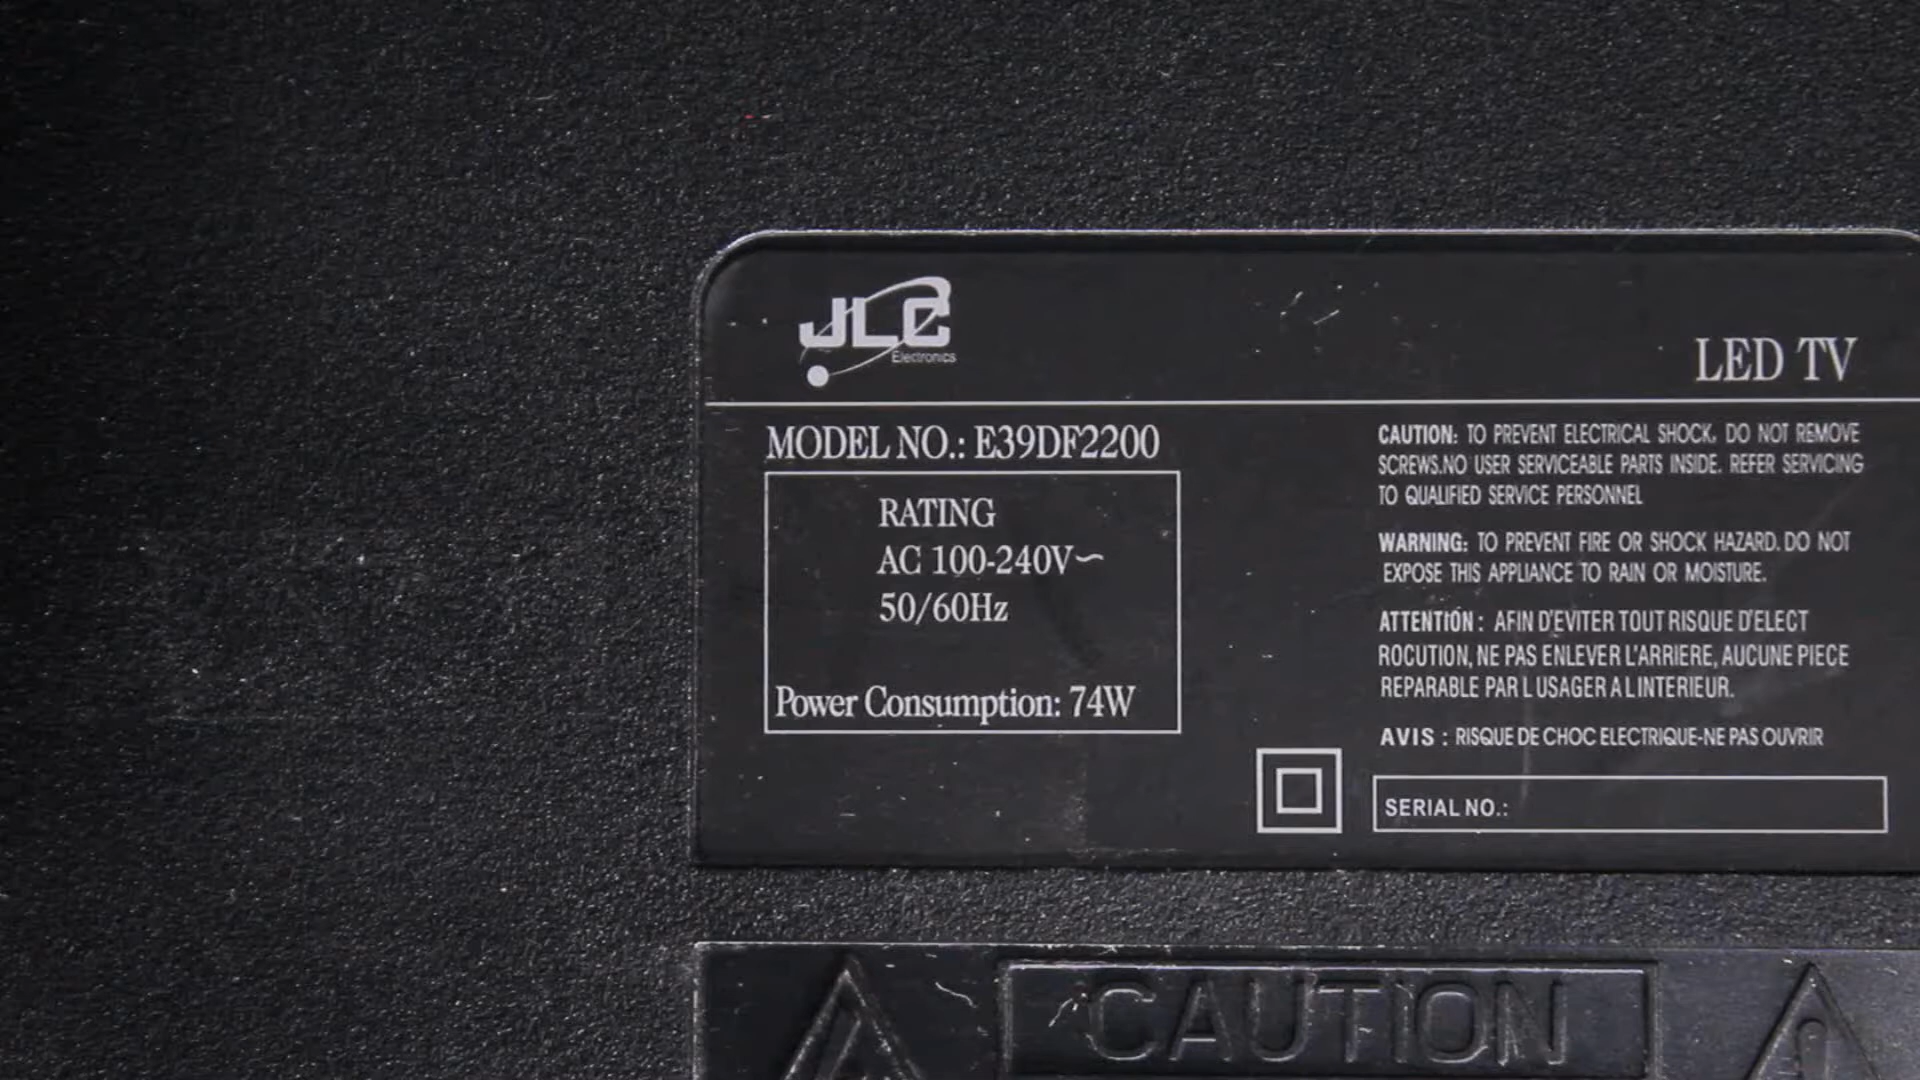 JLC
Electronics
LED TV
MODEL NO.: E39DF2200
RATING
AC 100-240V~
50/60Hz
Power Consumption: 74W
CAUTION: TO PREVENT ELECTRICAL SHOCK. DO NOT REMOVE
SCREWS.NO USER SERVICEABLE PARTS INSIDE. REFER SERVICING
TO QUALIFIED SERVICE PERSONNEL
WARNING: TO PREVENT FIRE OR SHOCK HAZARD. DO NOT
EXPOSE THIS APPLIANCE TO RAIN OR MOISTURE.
ATTENTIÓN : AFIN D'EVITER TOUT RISQUE D'ELECT
ROCUTION, NE PAS ENLEVER L'ARRIERE, AUCUNE PIECE
REPARABLE PAR L USAGER A L INTERIEUR.
AVIS : RISQUE DE CHOC ELECTRIQUE-NE PAS OUVRIR
SERIAL NO.:
CAUTION